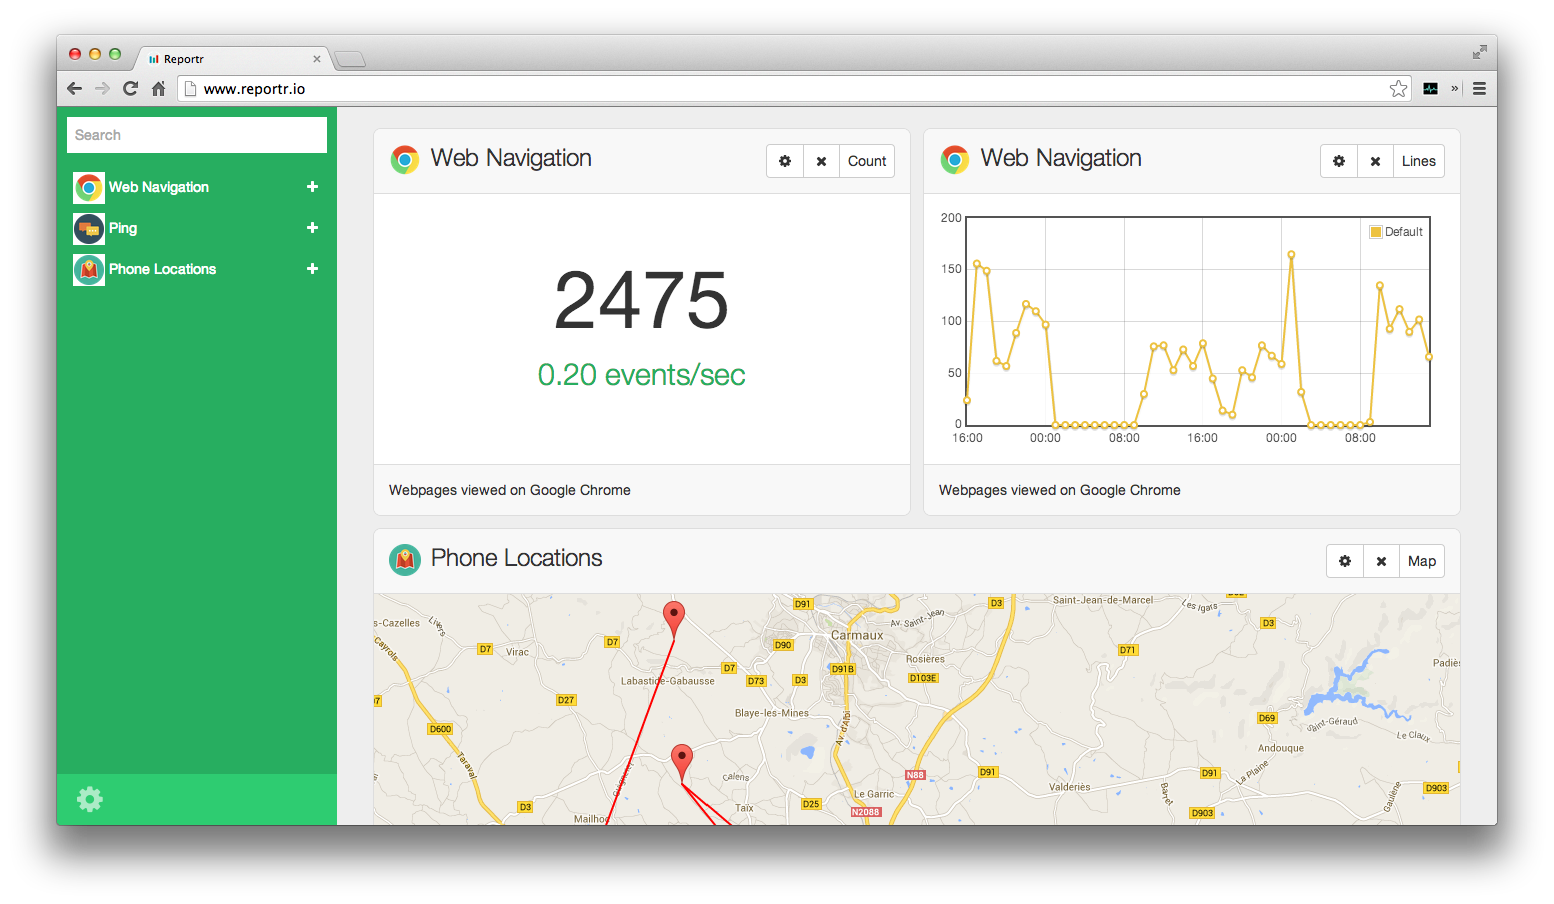 Reportr
www.reportr.io
Search
Web Navigation
Ping
Phone Locations
Web Navigation
Count
2475
0.20 events/sec
Webpages viewed on Google Chrome
Web Navigation
Lines
200
150
100
50
0
Default
16:00 00:00 08:00 16:00 00:00 08:00
Webpages viewed on Google Chrome
Phone Locations
Map
s-Cazelles
Livers
Cayrols
D7
Virac
D7
D7
D91
D90
Carmaux
Av. Saint-Jean
D3
Saint-Jean-de-Marcel
Les Igars
D3
D71
Padiès
Rosières
D91B
D103E
D7
D73
D3
Labastide-Gabausse
D27
Blaye-les-Mines
Av. d'Albi
D600
Taraval
D69
Saint-Géraud
Le Claux
Andouque
La Plaine
N88
D91
D91
Valderiès
Le Garric
N2088
D25
Taïx
D3
Mailhoc
D903
D903
Gaulène